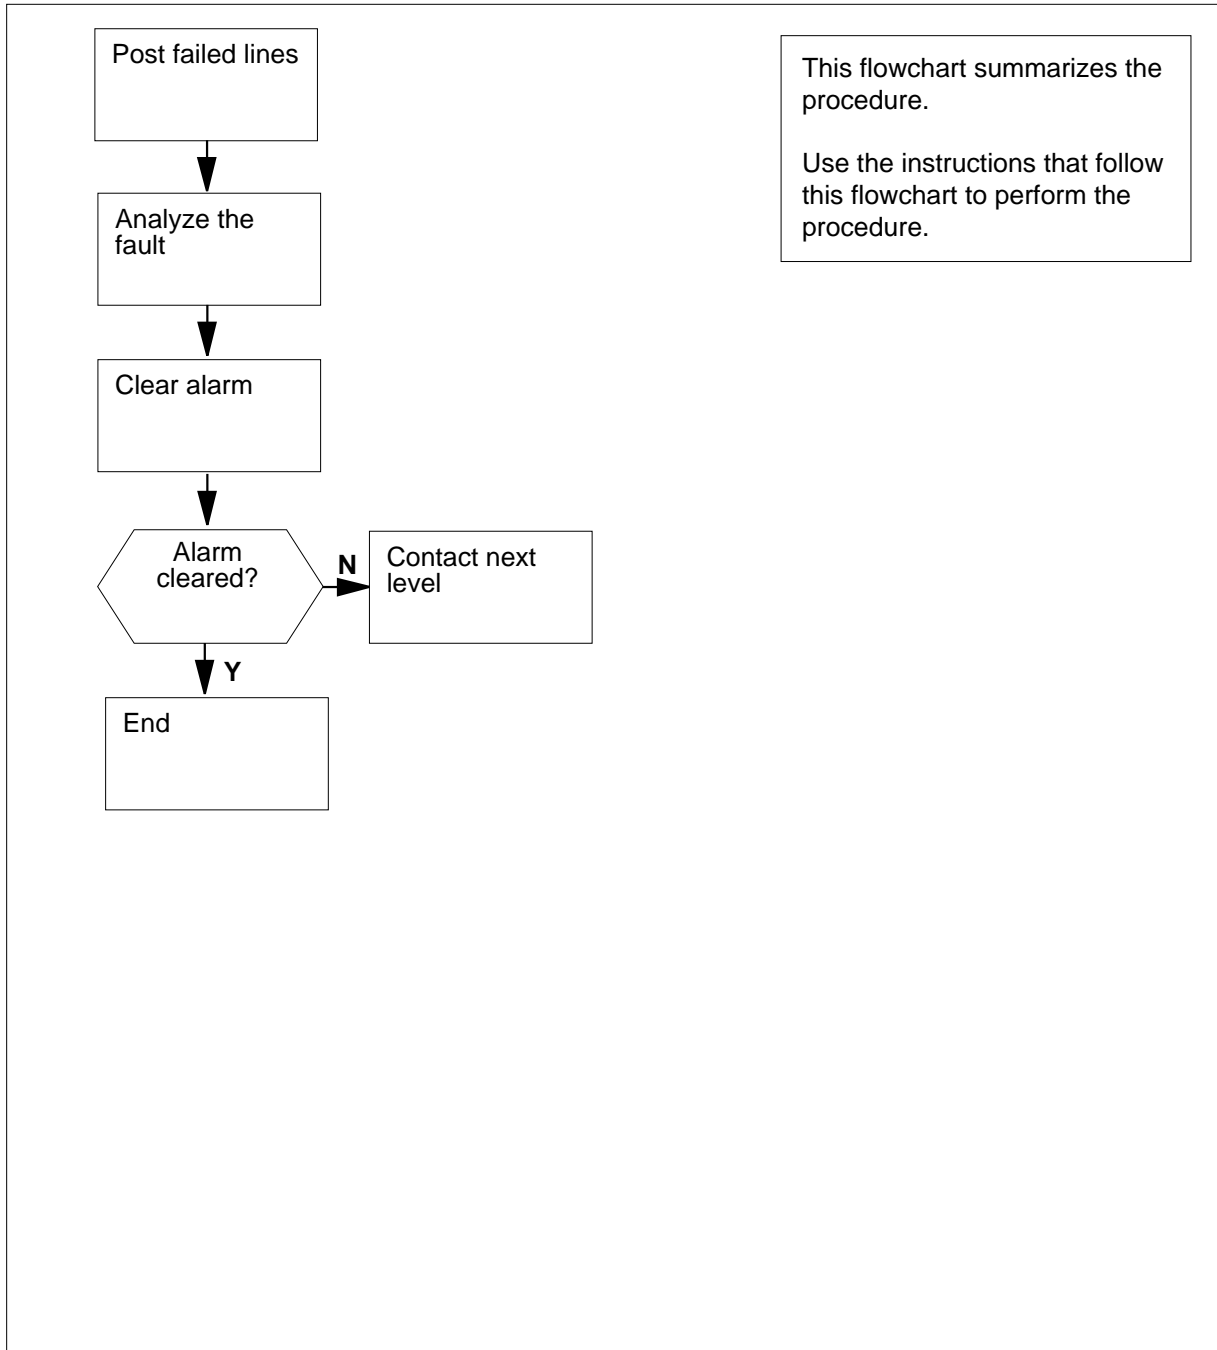 Post failed lines
This flowchart summarizes the
procedure.
Use the instructions that follow
this flowchart to perform the
procedure.
Analyze the
fault
Clear alarm
Alarm
cleared?
N
Contact next
level
Y
End